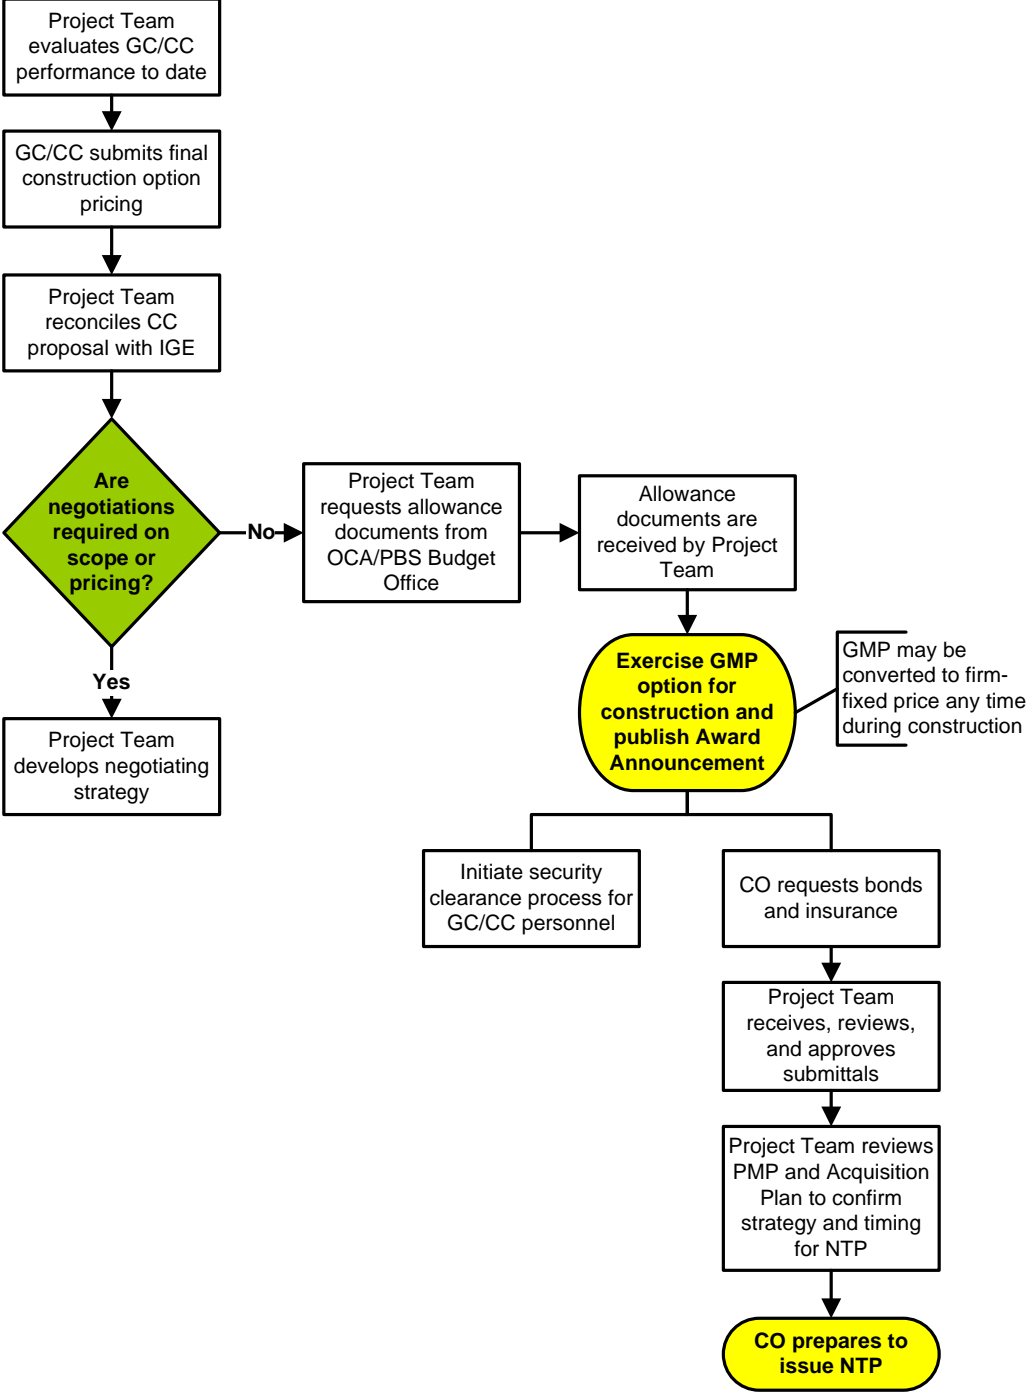 Project Team
evaluates GC/CC
performance to date
GC/CC submits final
construction option
pricing
Project Team
reconciles CC
proposal with IGE
Are
negotiations
required on
scope or
pricing?
No
Project Team
requests allowance
documents from
OCA/PBS Budget
Office
Allowance
documents are
received by Project
Team
Yes
Project Team
develops negotiating
strategy
Exercise GMP
option for
construction and
publish Award
Announcement
GMP may be
converted to firm-
fixed price any time
during construction
Initiate security
clearance process for
GC/CC personnel
CO requests bonds
and insurance
Project Team
receives, reviews,
and approves
submittals
Project Team reviews
PMP and Acquisition
Plan to confirm
strategy and timing
for NTP
CO prepares to
issue NTP